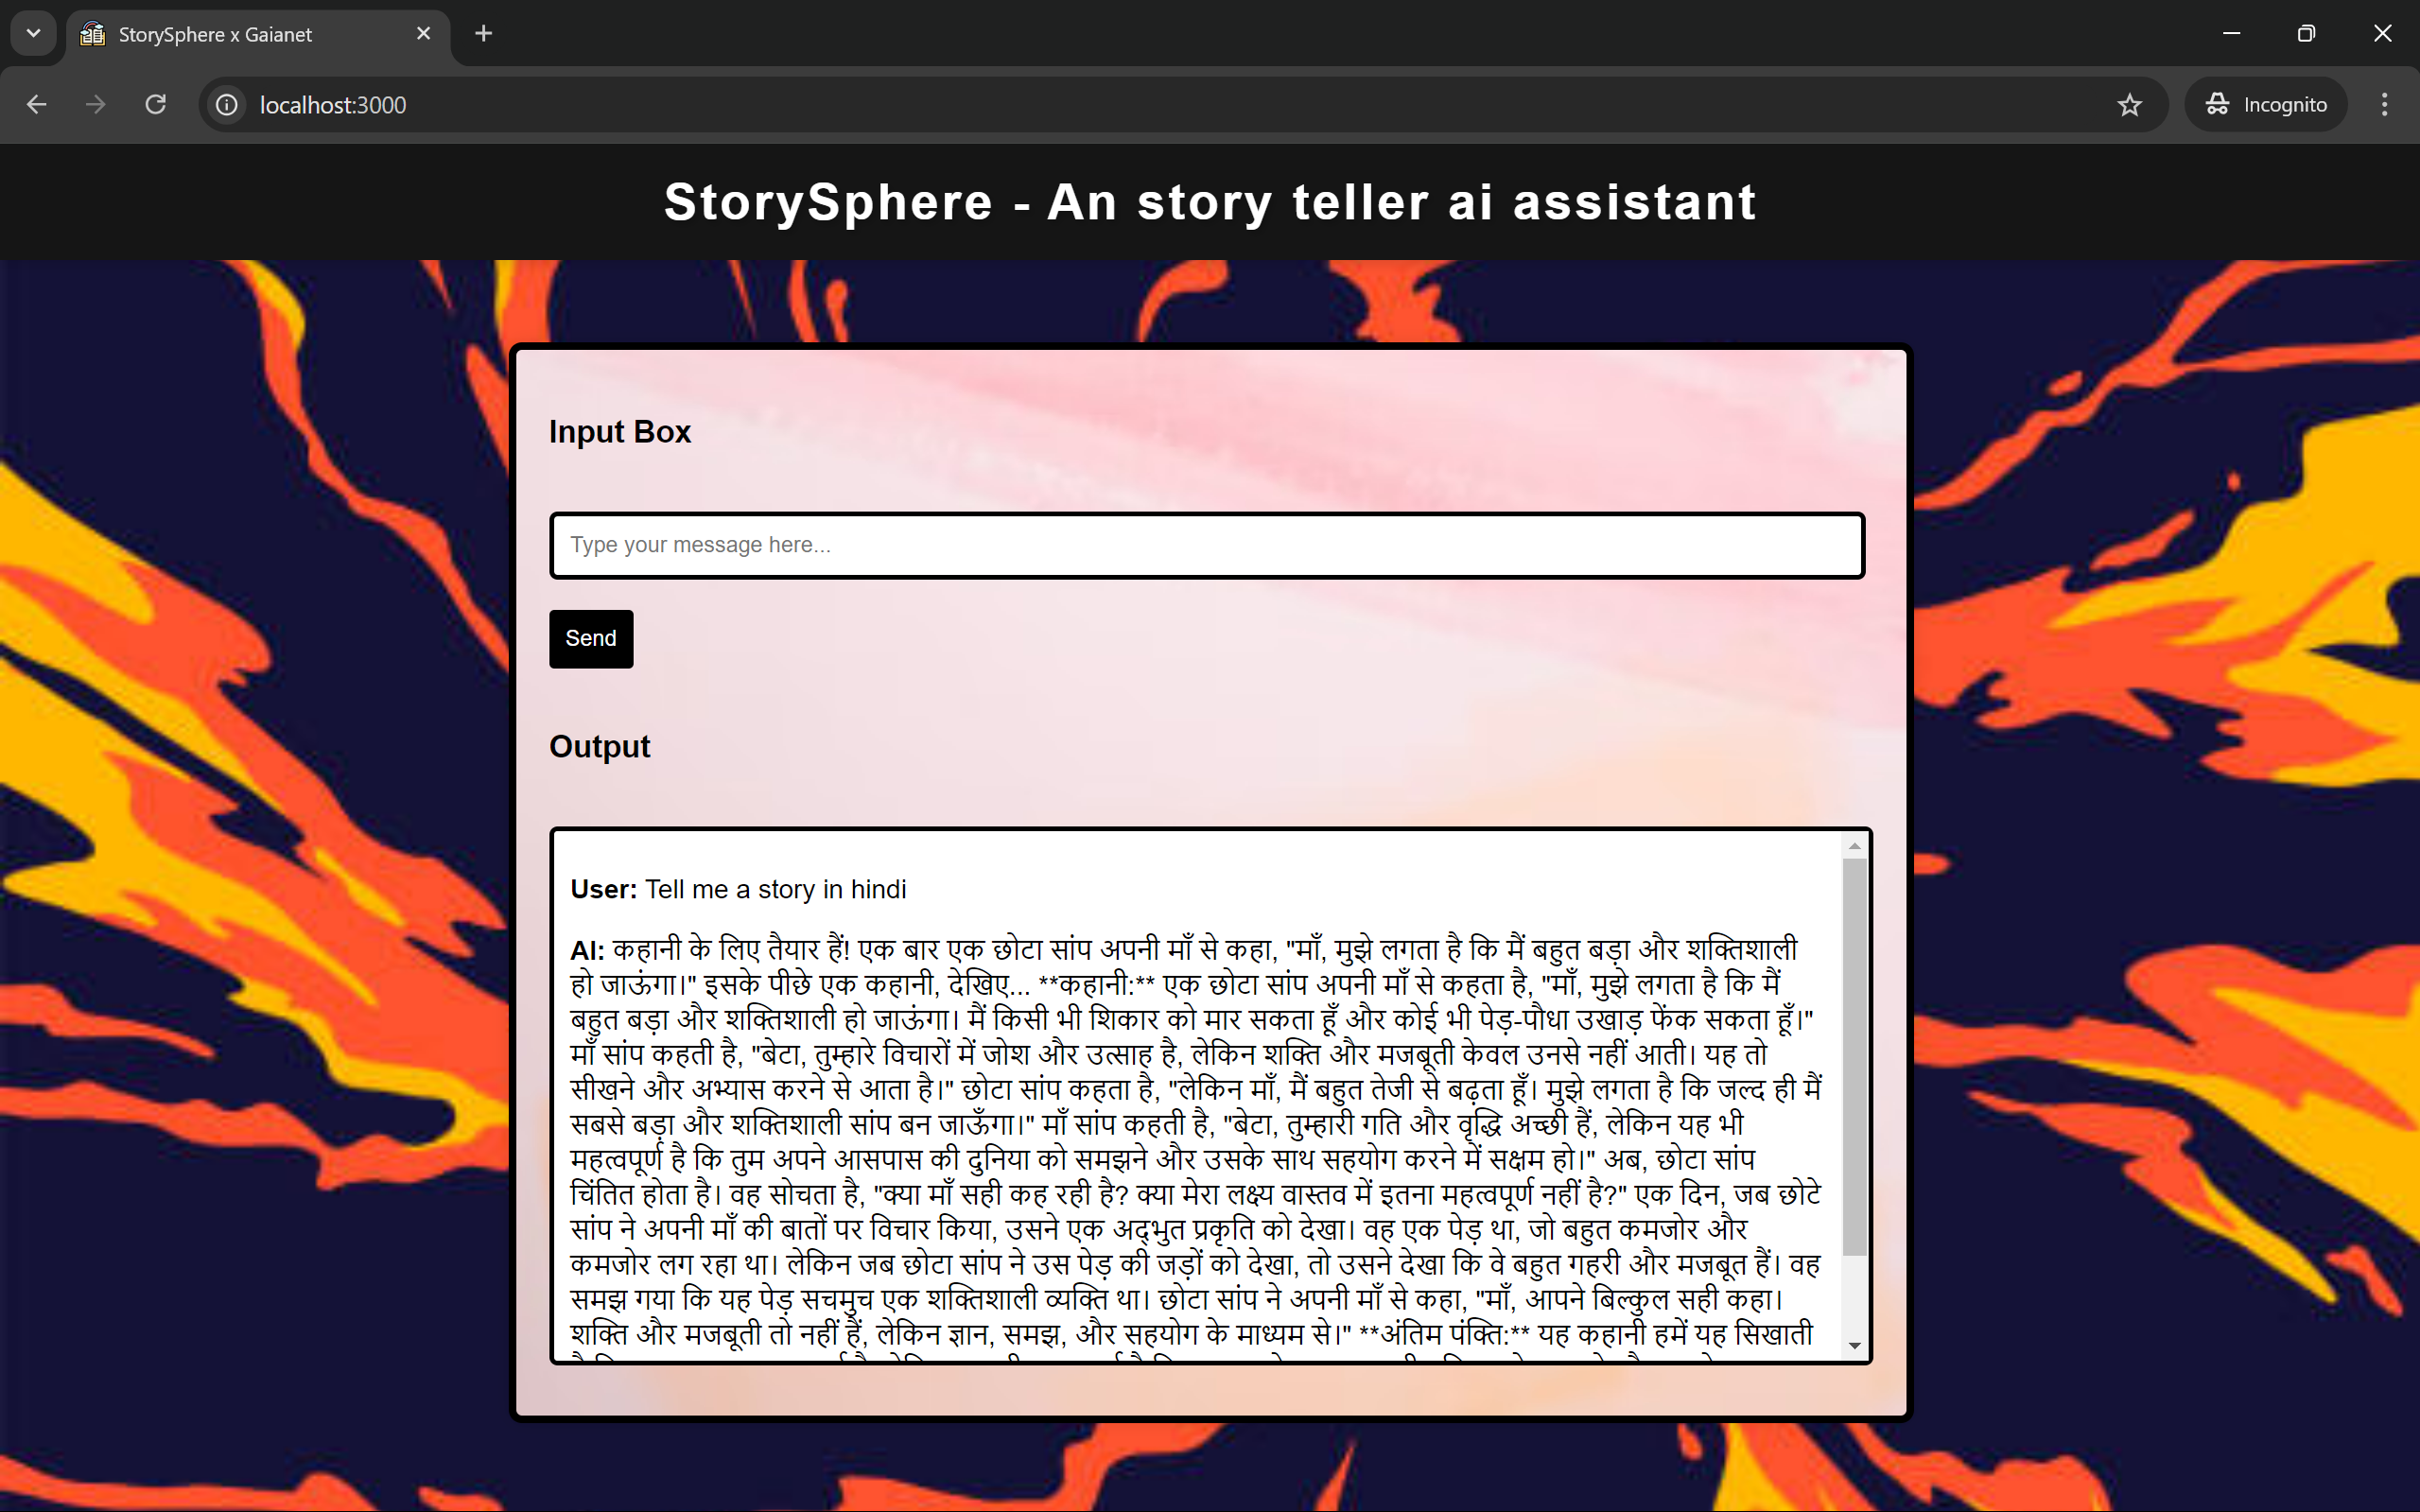 StorySphere x Gaianet
localhost:3000
Incognito
StorySphere - An story teller ai assistant
Input Box
Type your message here...
Send
Output
User: Tell me a story in hindi
AI: कहानी के लिए तैयार हैं! एक बार एक छोटा सांप अपनी माँ से कहा, "माँ, मुझे लगता है कि मैं बहुत बड़ा और शक्तिशाली
हो जाऊंगा।" इसके पीछे एक कहानी, देखिए... **कहानी:** एक छोटा सांप अपनी माँ से कहता है, "माँ, मुझे लगता है कि मैं
बहुत बड़ा और शक्तिशाली हो जाऊंगा। मैं किसी भी शिकार को मार सकता हूँ और कोई भी पेड़-पौधा उखाड़ फेंक सकता हूँ।"
माँ सांप कहती है, "बेटा, तुम्हारे विचारों में जोश और उत्साह है, लेकिन शक्ति और मजबूती केवल उनसे नहीं आती। यह तो
सीखने और अभ्यास करने से आता है।" छोटा सांप कहता है, "लेकिन माँ, मैं बहुत तेजी से बढ़ता हूँ। मुझे लगता है कि जल्द ही मैं
सबसे बड़ा और शक्तिशाली सांप बन जाऊँगा।" माँ सांप कहती है, "बेटा, तुम्हारी गति और वृद्धि अच्छी हैं, लेकिन यह भी
महत्वपूर्ण है कि तुम अपने आसपास की दुनिया को समझने और उसके साथ सहयोग करने में सक्षम हो।" अब, छोटा सांप
चिंतित होता है। वह सोचता है, "क्या माँ सही कह रही है? क्या मेरा लक्ष्य वास्तव में इतना महत्वपूर्ण नहीं है?" एक दिन, जब छोटे
सांप ने अपनी माँ की बातों पर विचार किया, उसने एक अद्भुत प्रकृति को देखा। वह एक पेड़ था, जो बहुत कमजोर और
कमजोर लग रहा था। लेकिन जब छोटा सांप ने उस पेड़ की जड़ों को देखा, तो उसने देखा कि वे बहुत गहरी और मजबूत हैं। वह
समझ गया कि यह पेड़ सचमुच एक शक्तिशाली व्यक्ति था। छोटा सांप ने अपनी माँ से कहा, "माँ, आपने बिल्कुल सही कहा।
शक्ति और मजबूती तो नहीं हैं, लेकिन ज्ञान, समझ, और सहयोग के माध्यम से।" **अंतिम पंक्ति:** यह कहानी हमें यह सिखाती